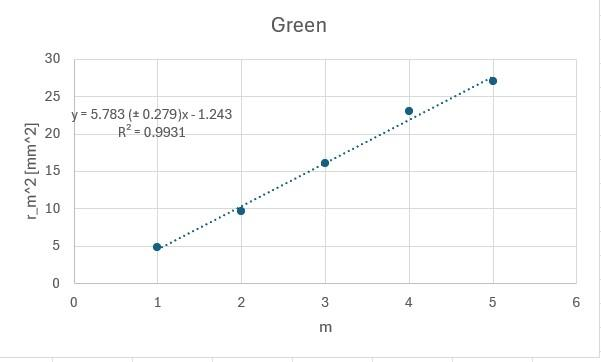 Green
30
25
20
15
10
5
0
y = 5.783 (± 0.279)x - 1.243
R² = 0.9931
r_m^2 [mm^2]
0 1 2 3 4 5 6
m